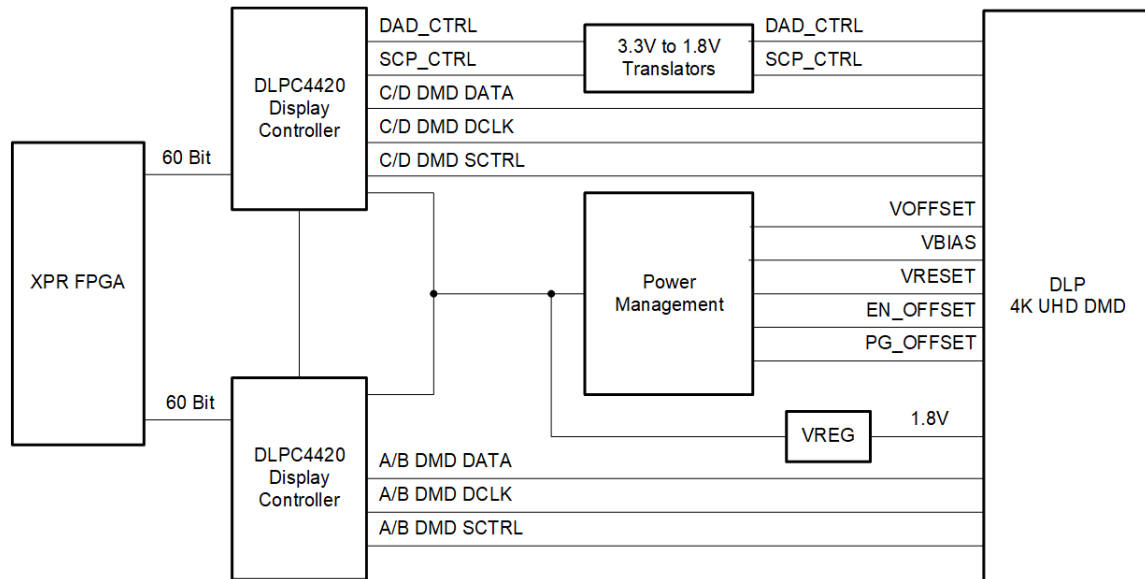 DAD_CTRL
SCP_CTRL
C/D DMD DATA
C/D DMD DCLK
C/D DMD SCTRL
3.3V to 1.8V
Translators
DAD_CTRL
SCP_CTRL
DLPC4420
Display
Controller
60 Bit
XPR FPGA
60 Bit
Power
Management
VOFFSET
VBIAS
VRESET
EN_OFFSET
PG_OFFSET
DLP
4K UHD DMD
VREG
1.8V
DLPC4420
Display
Controller
A/B DMD DATA
A/B DMD DCLK
A/B DMD SCTRL